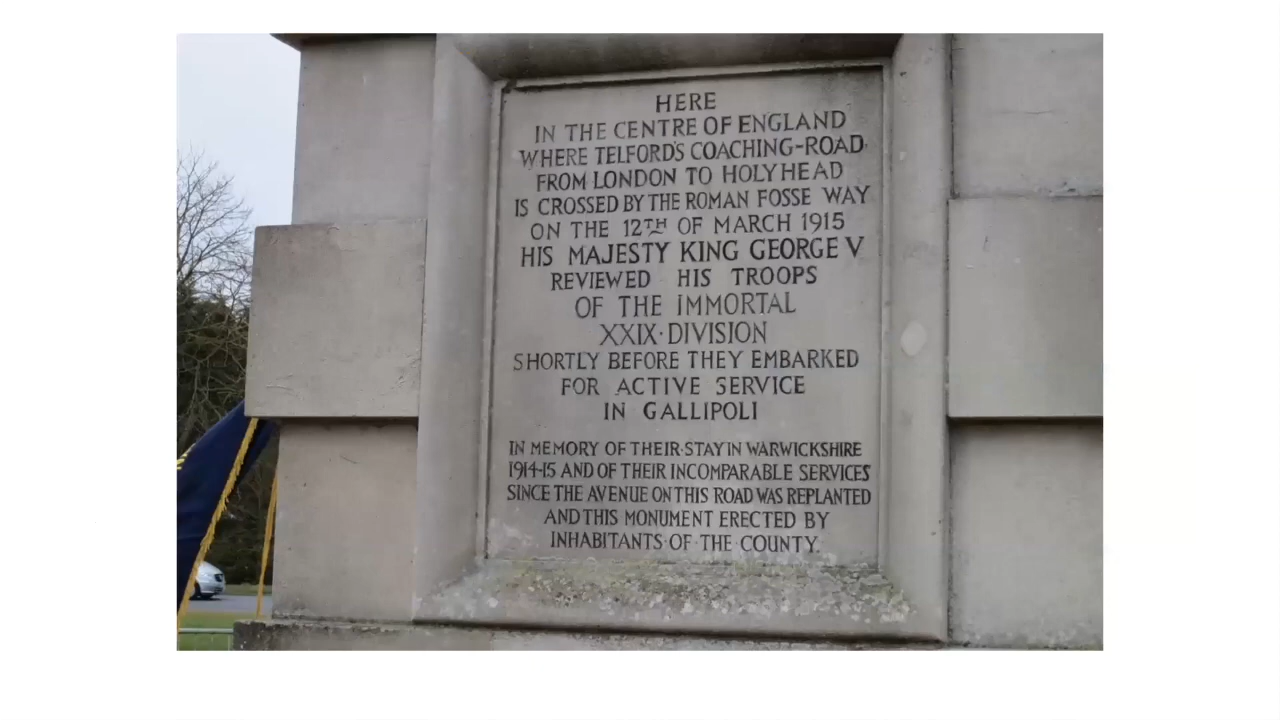 HERE
IN THE CENTRE OF ENGLAND
WHERE TELFORD'S COACHING-ROAD
FROM LONDON TO HOLYHEAD
IS CROSSED BY THE ROMAN FOSSE WAY
ON THE 12TH OF MARCH 1915
HIS MAJESTY KING GEORGE V
REVIEWED HIS TROOPS
OF THE IMMORTAL
XXIX·DIVISION
SHORTLY BEFORE THEY EMBARKED
FOR ACTIVE SERVICE
IN GALLIPOLI
IN MEMORY OF THEIR·STAY IN WARWICKSHIRE
1914-15 AND OF THEIR INCOMPARABLE SERVICES
SINCE THE AVENUE ON THIS ROAD WAS REPLANTED
AND THIS MONUMENT ERECTED BY
INHABITANTS·OF·THE·COUNTY.